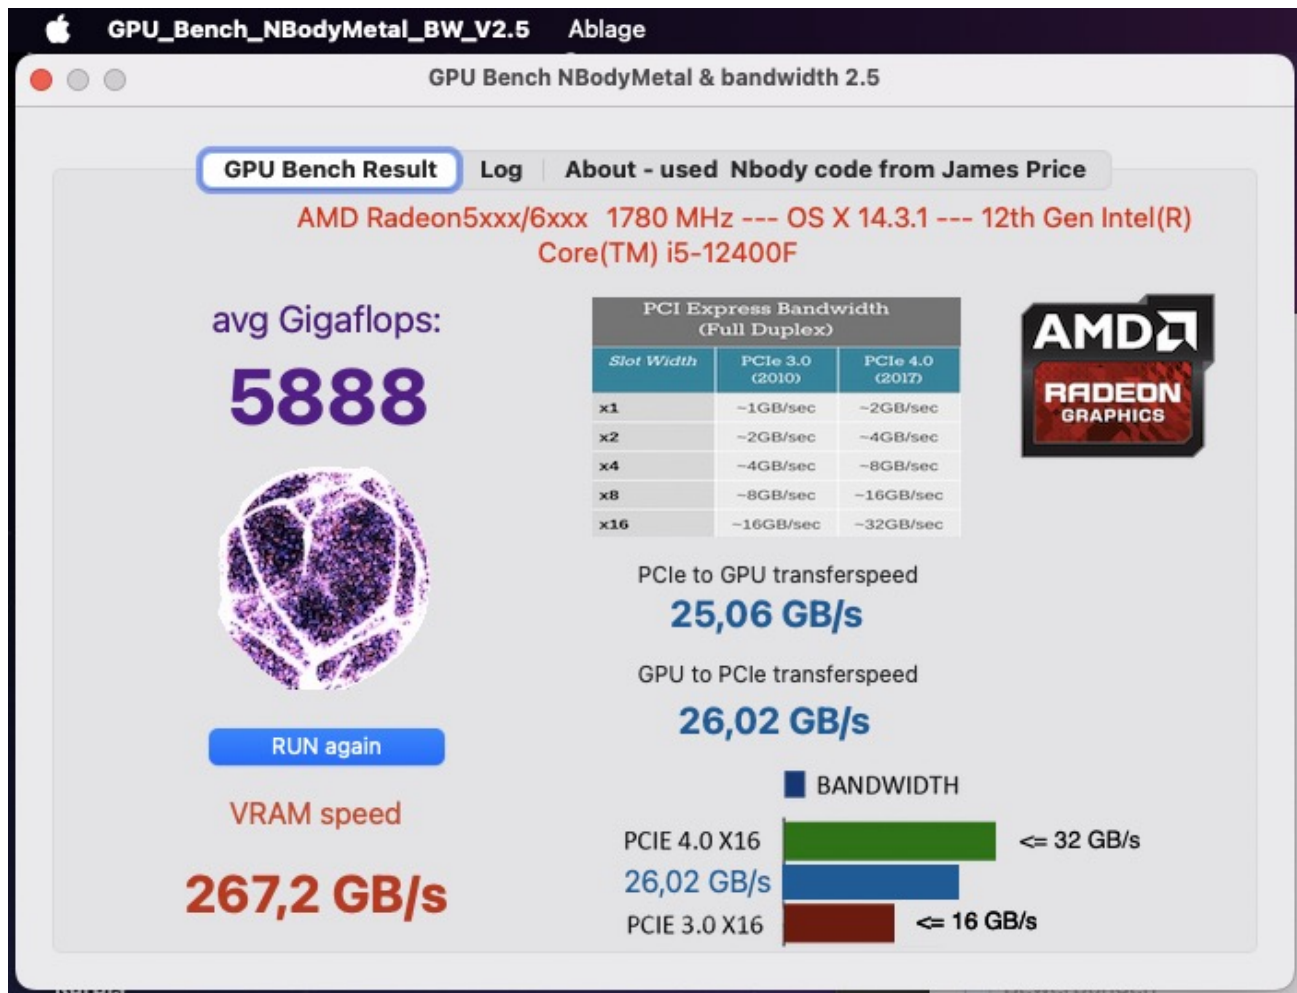 GPU_Bench_NBodyMetal_BW_V2.5 Ablage
GPU Bench NBodyMetal & bandwidth 2.5
GPU Bench Result Log About - used Nbody code from James Price
AMD Radeon5xxx/6xxx 1780 MHz --- OS X 14.3.1 --- 12th Gen Intel(R)
Core(TM) i5-12400F
avg Gigaflops:
5888
PCI Express Bandwidth
(Full Duplex)
Slot Width PCIe 3.0 PCIe 4.0
(2010) (2017)
x1 ~1GB/sec ~2GB/sec
x2 ~2GB/sec ~4GB/sec
x4 ~4GB/sec ~8GB/sec
x8 ~8GB/sec ~16GB/sec
x16 ~16GB/sec ~32GB/sec
AMD
RADEON
GRAPHICS
PCIe to GPU transferspeed
25,06 GB/s
GPU to PCIe transferspeed
26,02 GB/s
RUN again
VRAM speed
267,2 GB/s
BANDWIDTH
PCIE 4.0 X16 <= 32 GB/s
26,02 GB/s
PCIE 3.0 X16 <= 16 GB/s